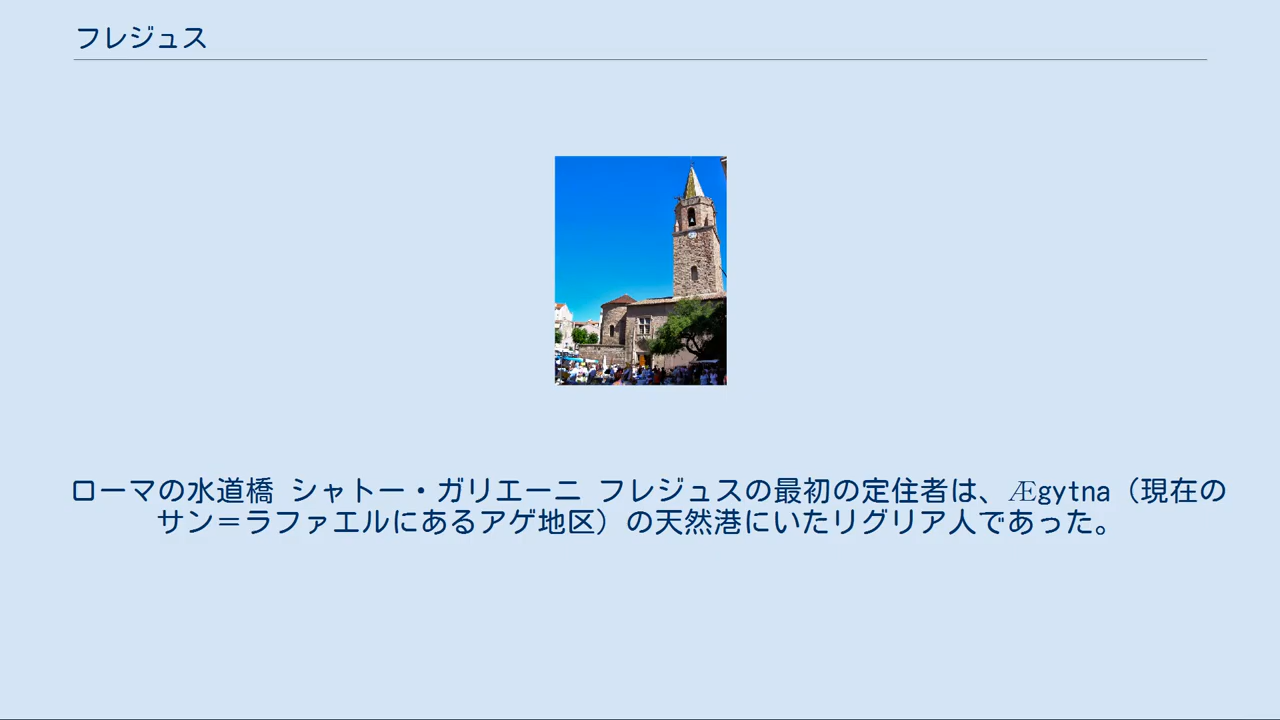 フレジュス
ローマの水道橋 シャトー・ガリエーニ フレジュスの最初の定住者は、Ægytna（現在の
サン＝ラファエルにあるアゲ地区）の天然港にいたリグリア人であった。